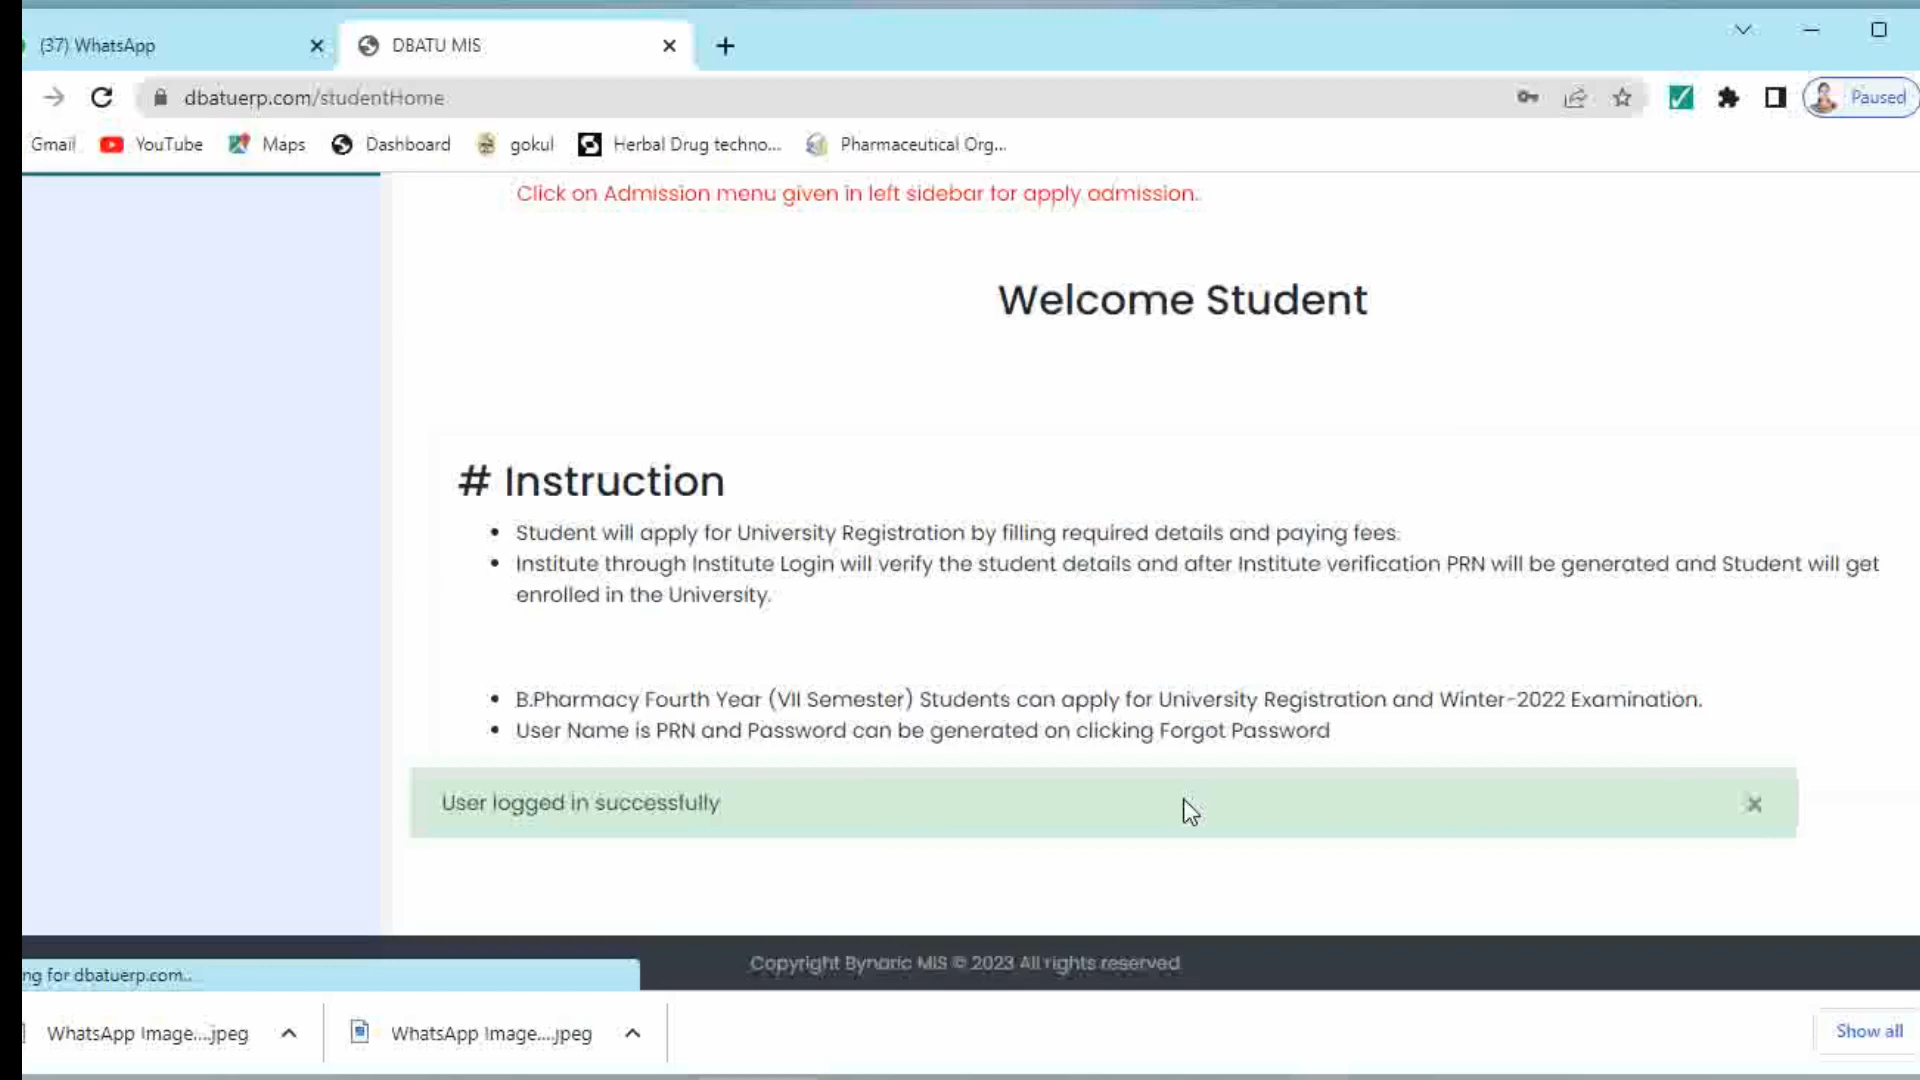 (37) WhatsApp
DBATU MIS
dbatuerp.com/studentHome
Paused
Gmail
YouTube
Maps
Dashboard
gokul
Herbal Drug techno...
Pharmaceutical Org...
Click on Admission menu given in left sidebar for apply admission.
Welcome Student
# Instruction
• Student will apply for University Registration by filling required details and paying fees.
• Institute through Institute Login will verify the student details and after Institute verification PRN will be generated and Student will get
enrolled in the University.
• B.Pharmacy Fourth Year (VII Semester) Students can apply for University Registration and Winter-2022 Examination.
• User Name is PRN and Password can be generated on clicking Forgot Password
User logged in successfully
Copyright Bynaric MIS © 2023 All rights reserved
ng for dbatuerp.com...
WhatsApp Image....jpeg
WhatsApp Image....jpeg
Show all